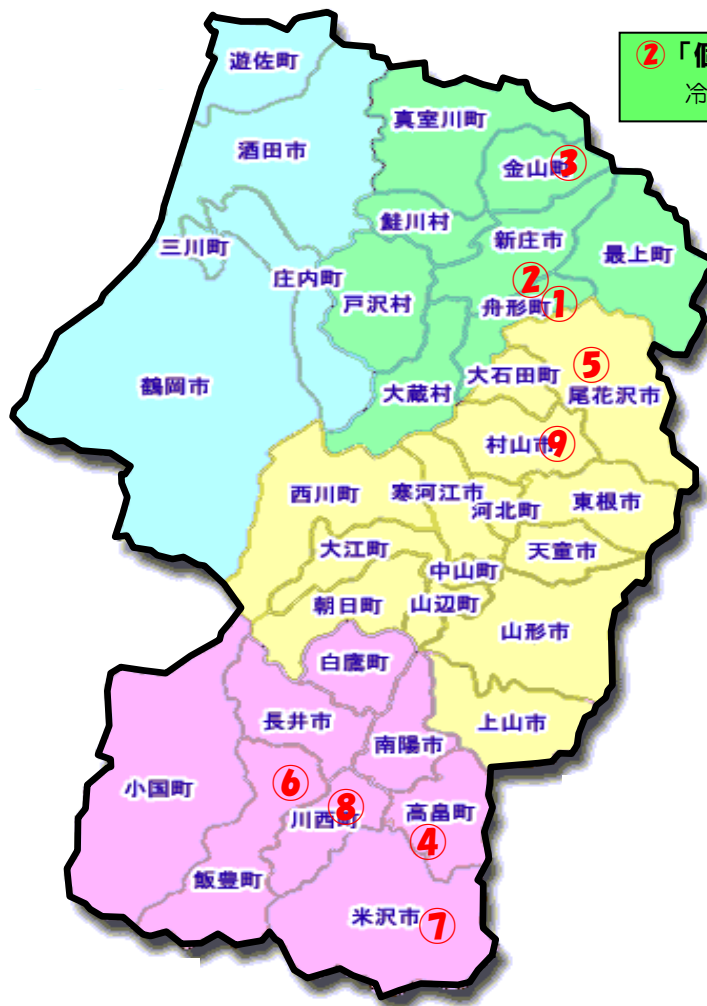 ② 「個
冷
遊佐町
真室川町
酒田市
金山町
③
鮭川村
新庄市
最上町
三川町
庄内町
②
戸沢村
舟形町
①
大石田町
⑤
鶴岡市
大蔵村
尾花沢市
村山市
⑨
西川町
寒河江市
河北町
東根市
大江町
天童市
中山町
朝日町
山辺町
山形市
白鷹町
長井市
上山市
南陽市
小国町
⑥
⑧
川西町
高畠町
④
飯豊町
米沢市
⑦